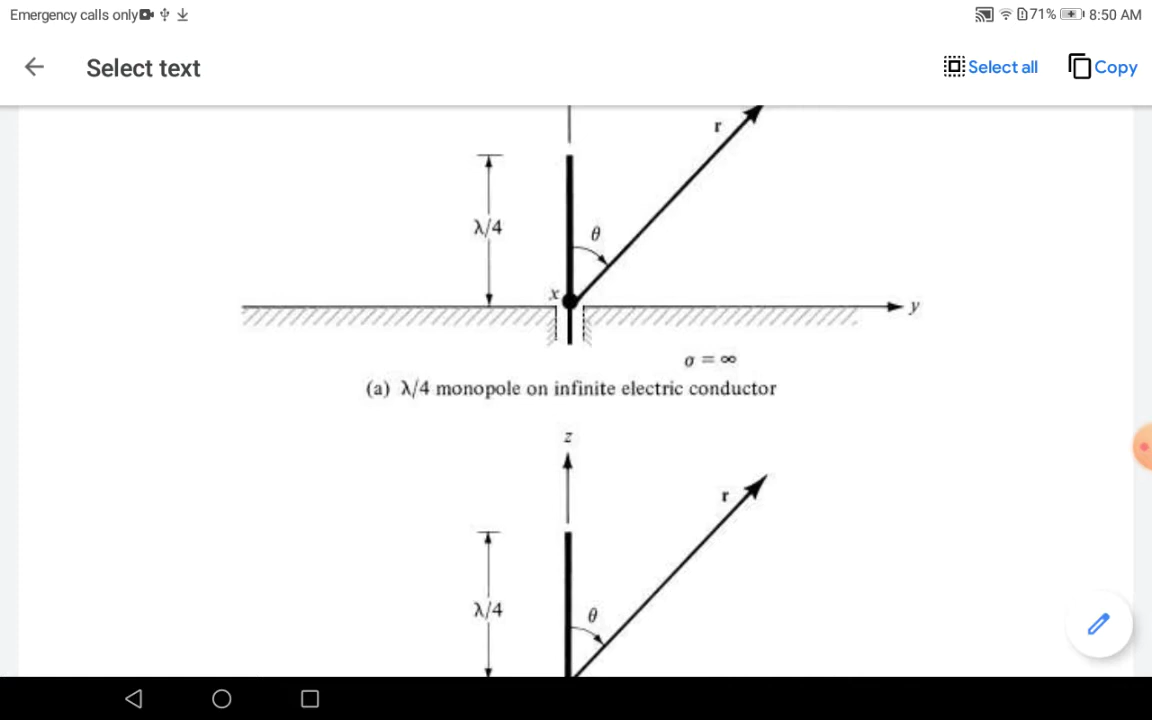 Emergency calls only
71% 8:50 AM
Select text
Select all
Copy
r
λ/4
θ
x
y
σ = ∞
(a) λ/4 monopole on infinite electric conductor
z
r
λ/4
θ